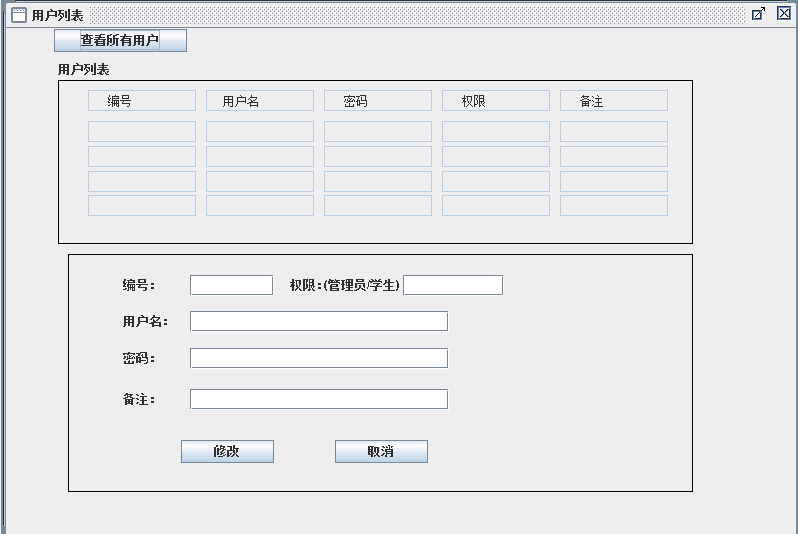 用户列表
查看所有用户
用户列表
编号 用户名 密码 权限 备注
编号: 权限:(管理员/学生)
用户名:
密码:
备注:
修改 取消